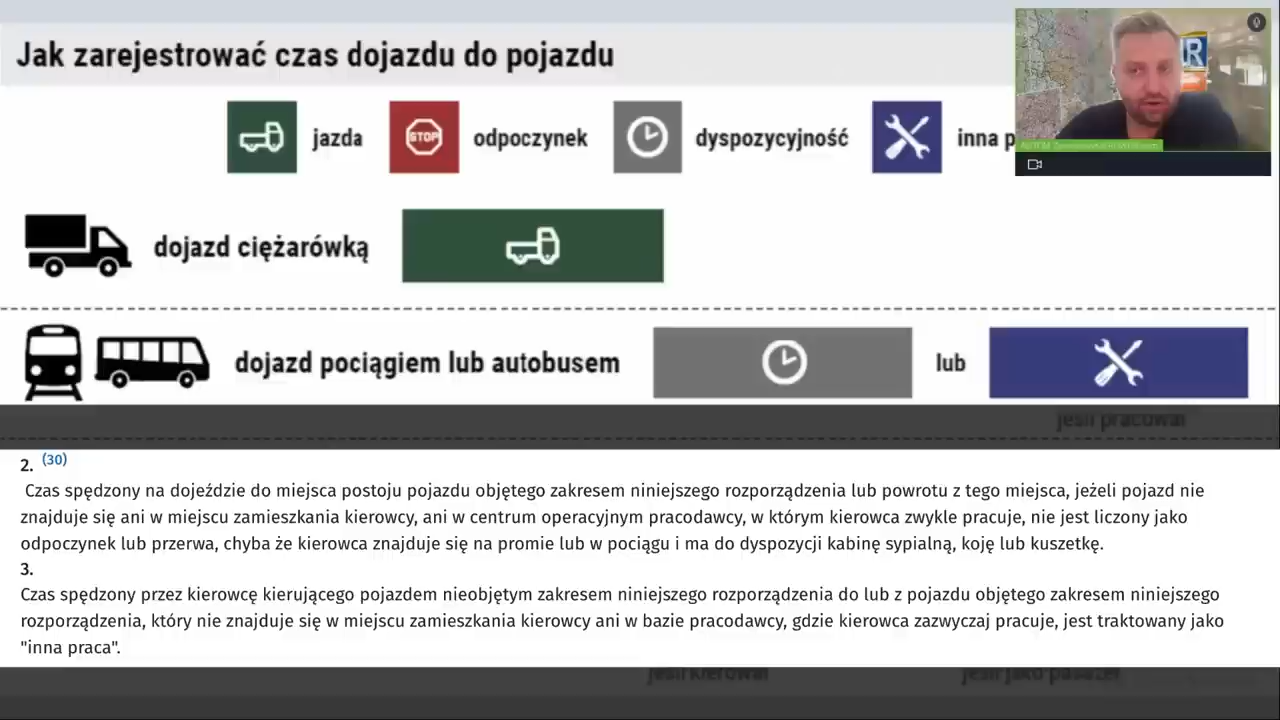 Jak zarejestrować czas dojazdu do pojazdu
jazda
STOP
odpoczynek
dyspozycyjność
inna p
dojazd ciężarówką
dojazd pociągiem lub autobusem
lub
jeśli pracował
2. (30)
Czas spędzony na dojeździe do miejsca postoju pojazdu objętego zakresem niniejszego rozporządzenia lub powrotu z tego miejsca, jeżeli pojazd nie
znajduje się ani w miejscu zamieszkania kierowcy, ani w centrum operacyjnym pracodawcy, w którym kierowca zwykle pracuje, nie jest liczony jako
odpoczynek lub przerwa, chyba że kierowca znajduje się na promie lub w pociągu i ma do dyspozycji kabinę sypialną, koję lub kuszetkę.
3.
Czas spędzony przez kierowcę kierującego pojazdem nieobjętym zakresem niniejszego rozporządzenia do lub z pojazdu objętego zakresem niniejszego
rozporządzenia, który nie znajduje się w miejscu zamieszkania kierowcy ani w bazie pracodawcy, gdzie kierowca zazwyczaj pracuje, jest traktowany jako
"inna praca".
jeśli kierował
jeśli jako pasażer